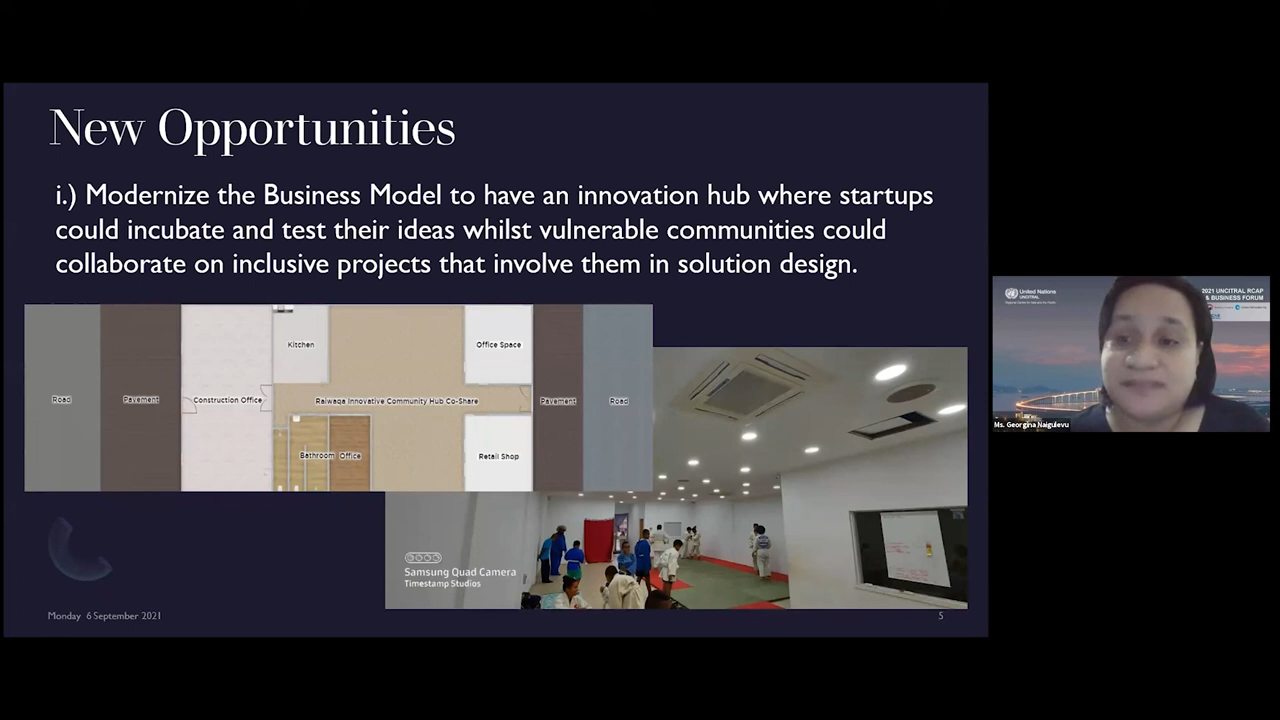 New Opportunities
i.) Modernize the Business Model to have an innovation hub where startups
could incubate and test their ideas whilst vulnerable communities could
collaborate on inclusive projects that involve them in solution design.
Kitchen
Office Space
Road
Pavement
Construction Office
Raiwaqa Innovative Community Hub Co-Share
Pavement
Road
Bathroom
Office
Retail Shop
Samsung Quad Camera
Timestamp Studios
Monday 6 September 2021
5
United Nations
UNCITRAL
2021 UNCITRAL RCAP
& BUSINESS FORUM
Ms. Georgina Naigulevu